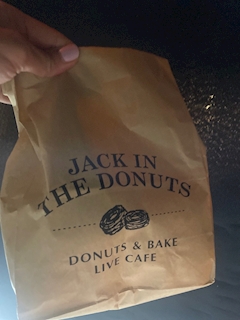 JACK IN
THE DONUTS
DONUTS & BAKE
LIVE CAFE